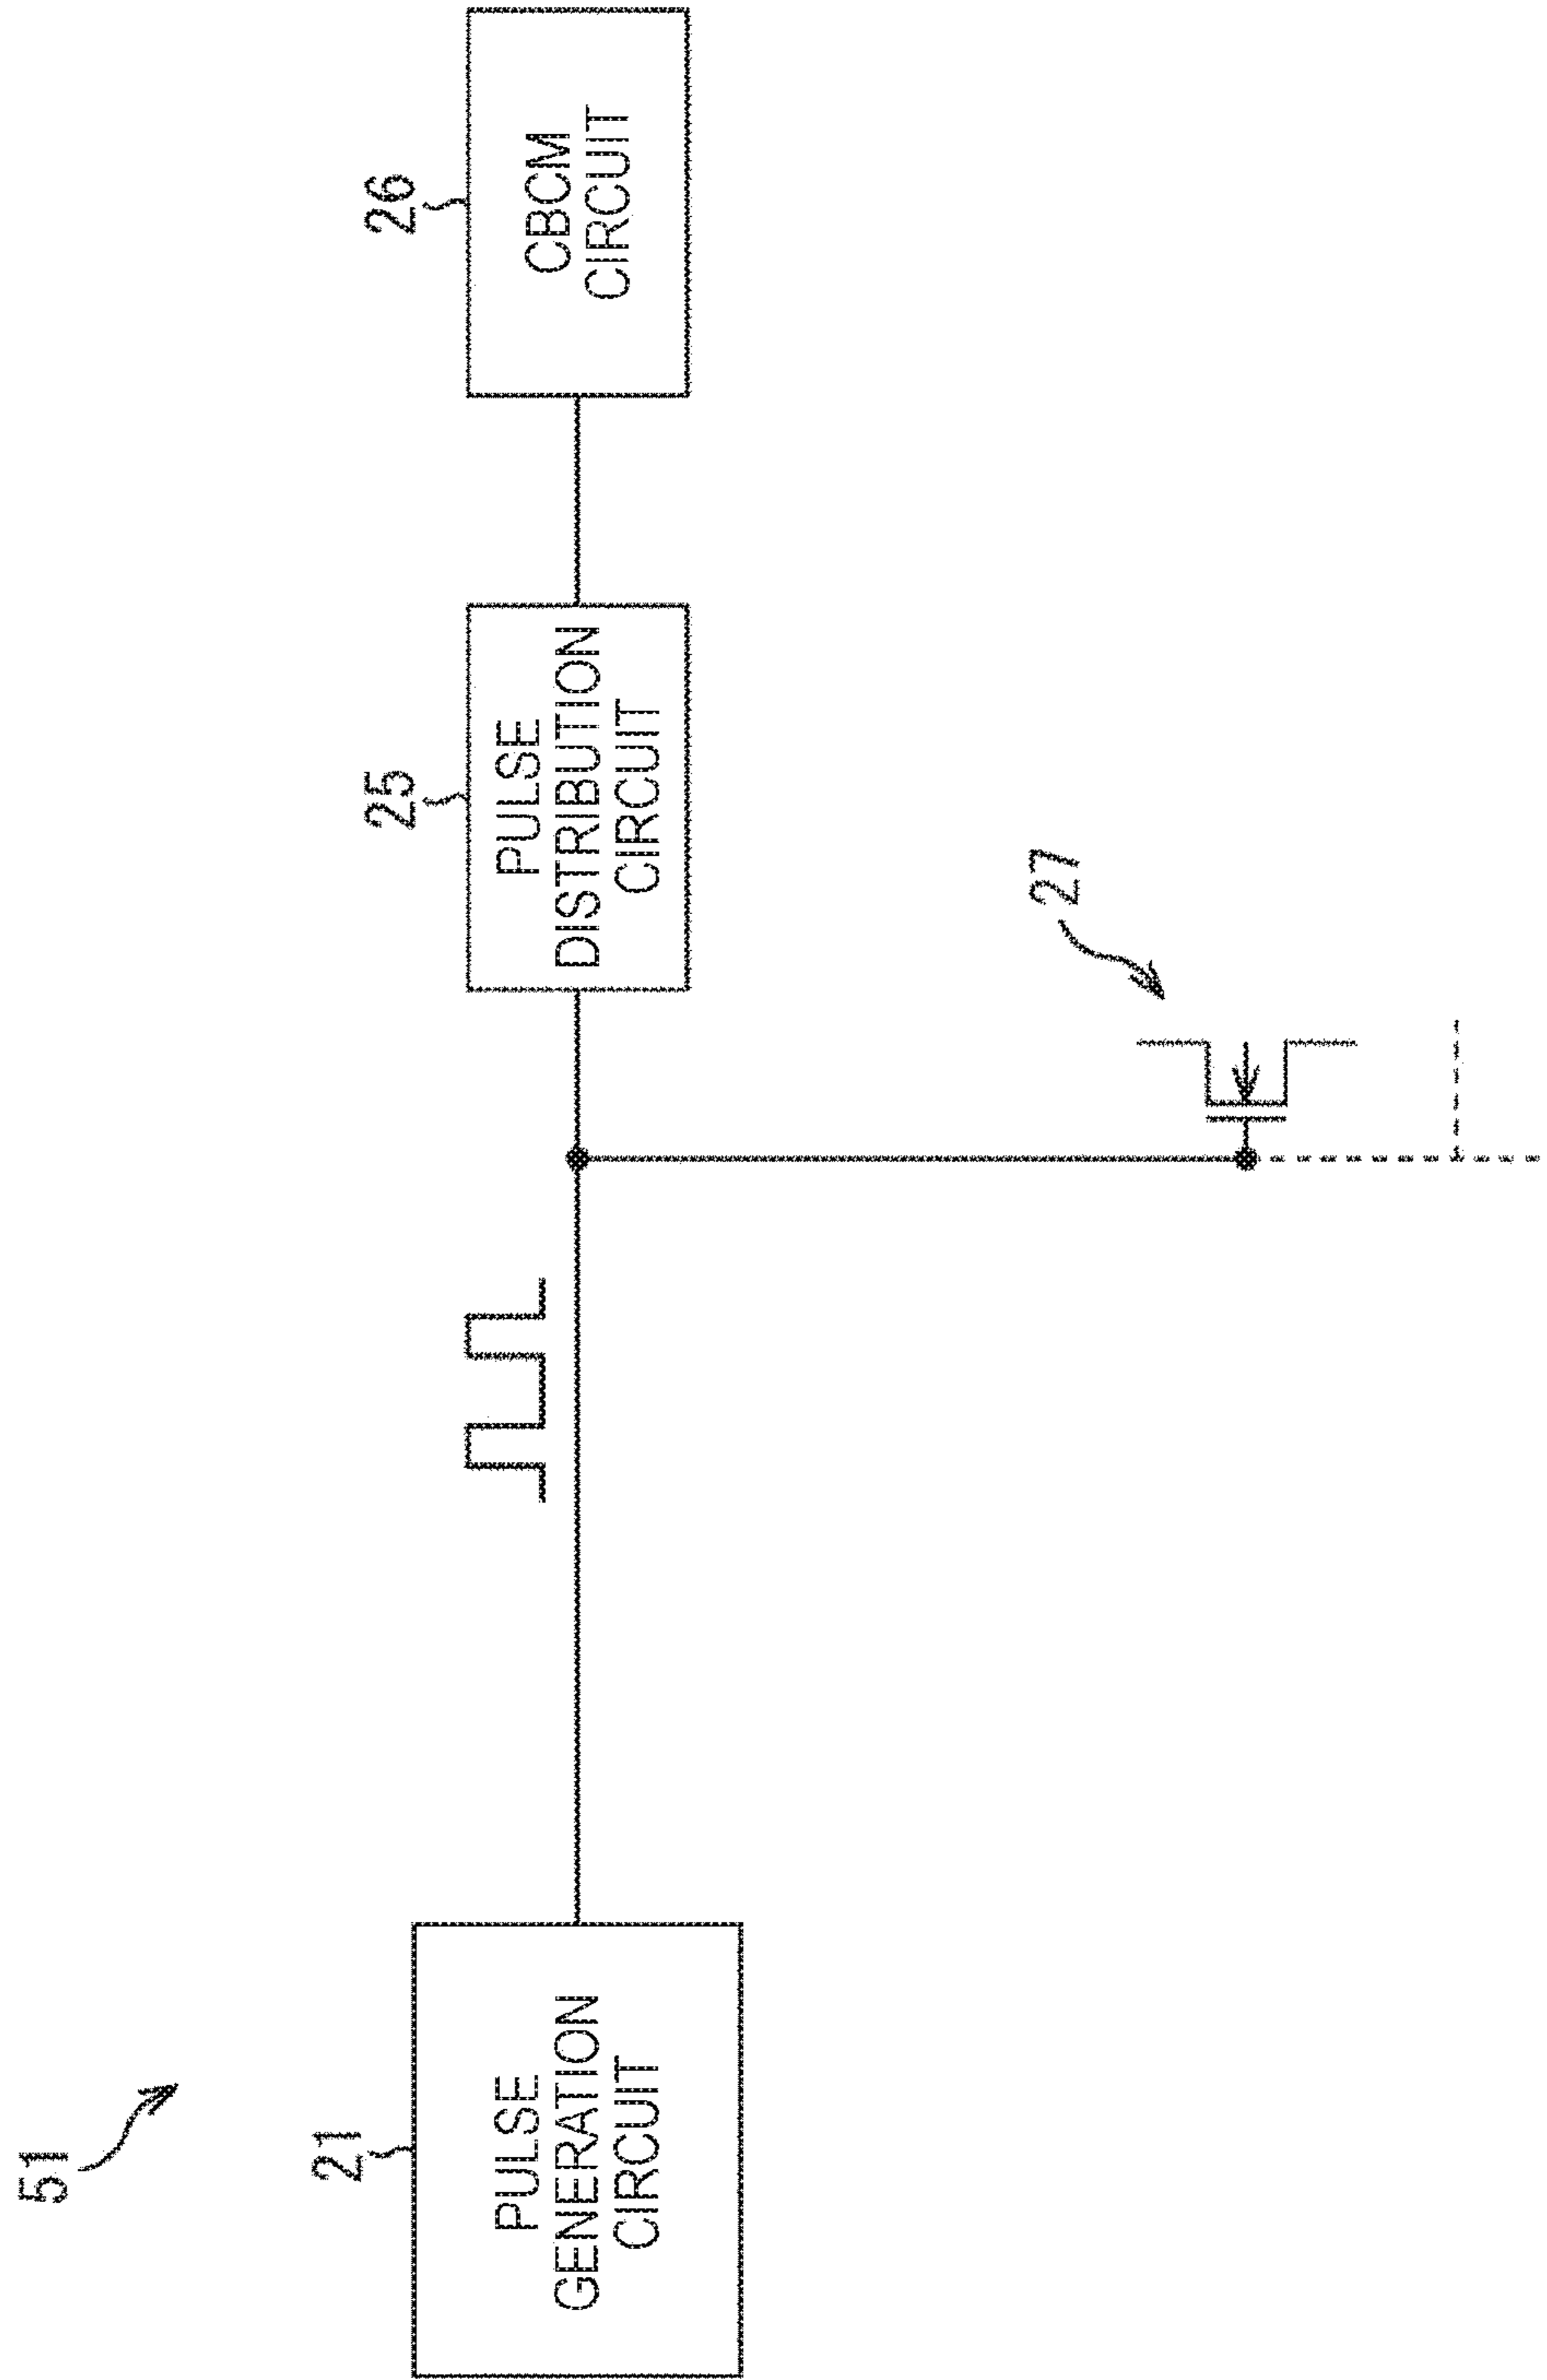 51
21
PULSE
GENERATION
CIRCUIT
25
PULSE
DISTRIBUTION
CIRCUIT
26
CBCM
CIRCUIT
27